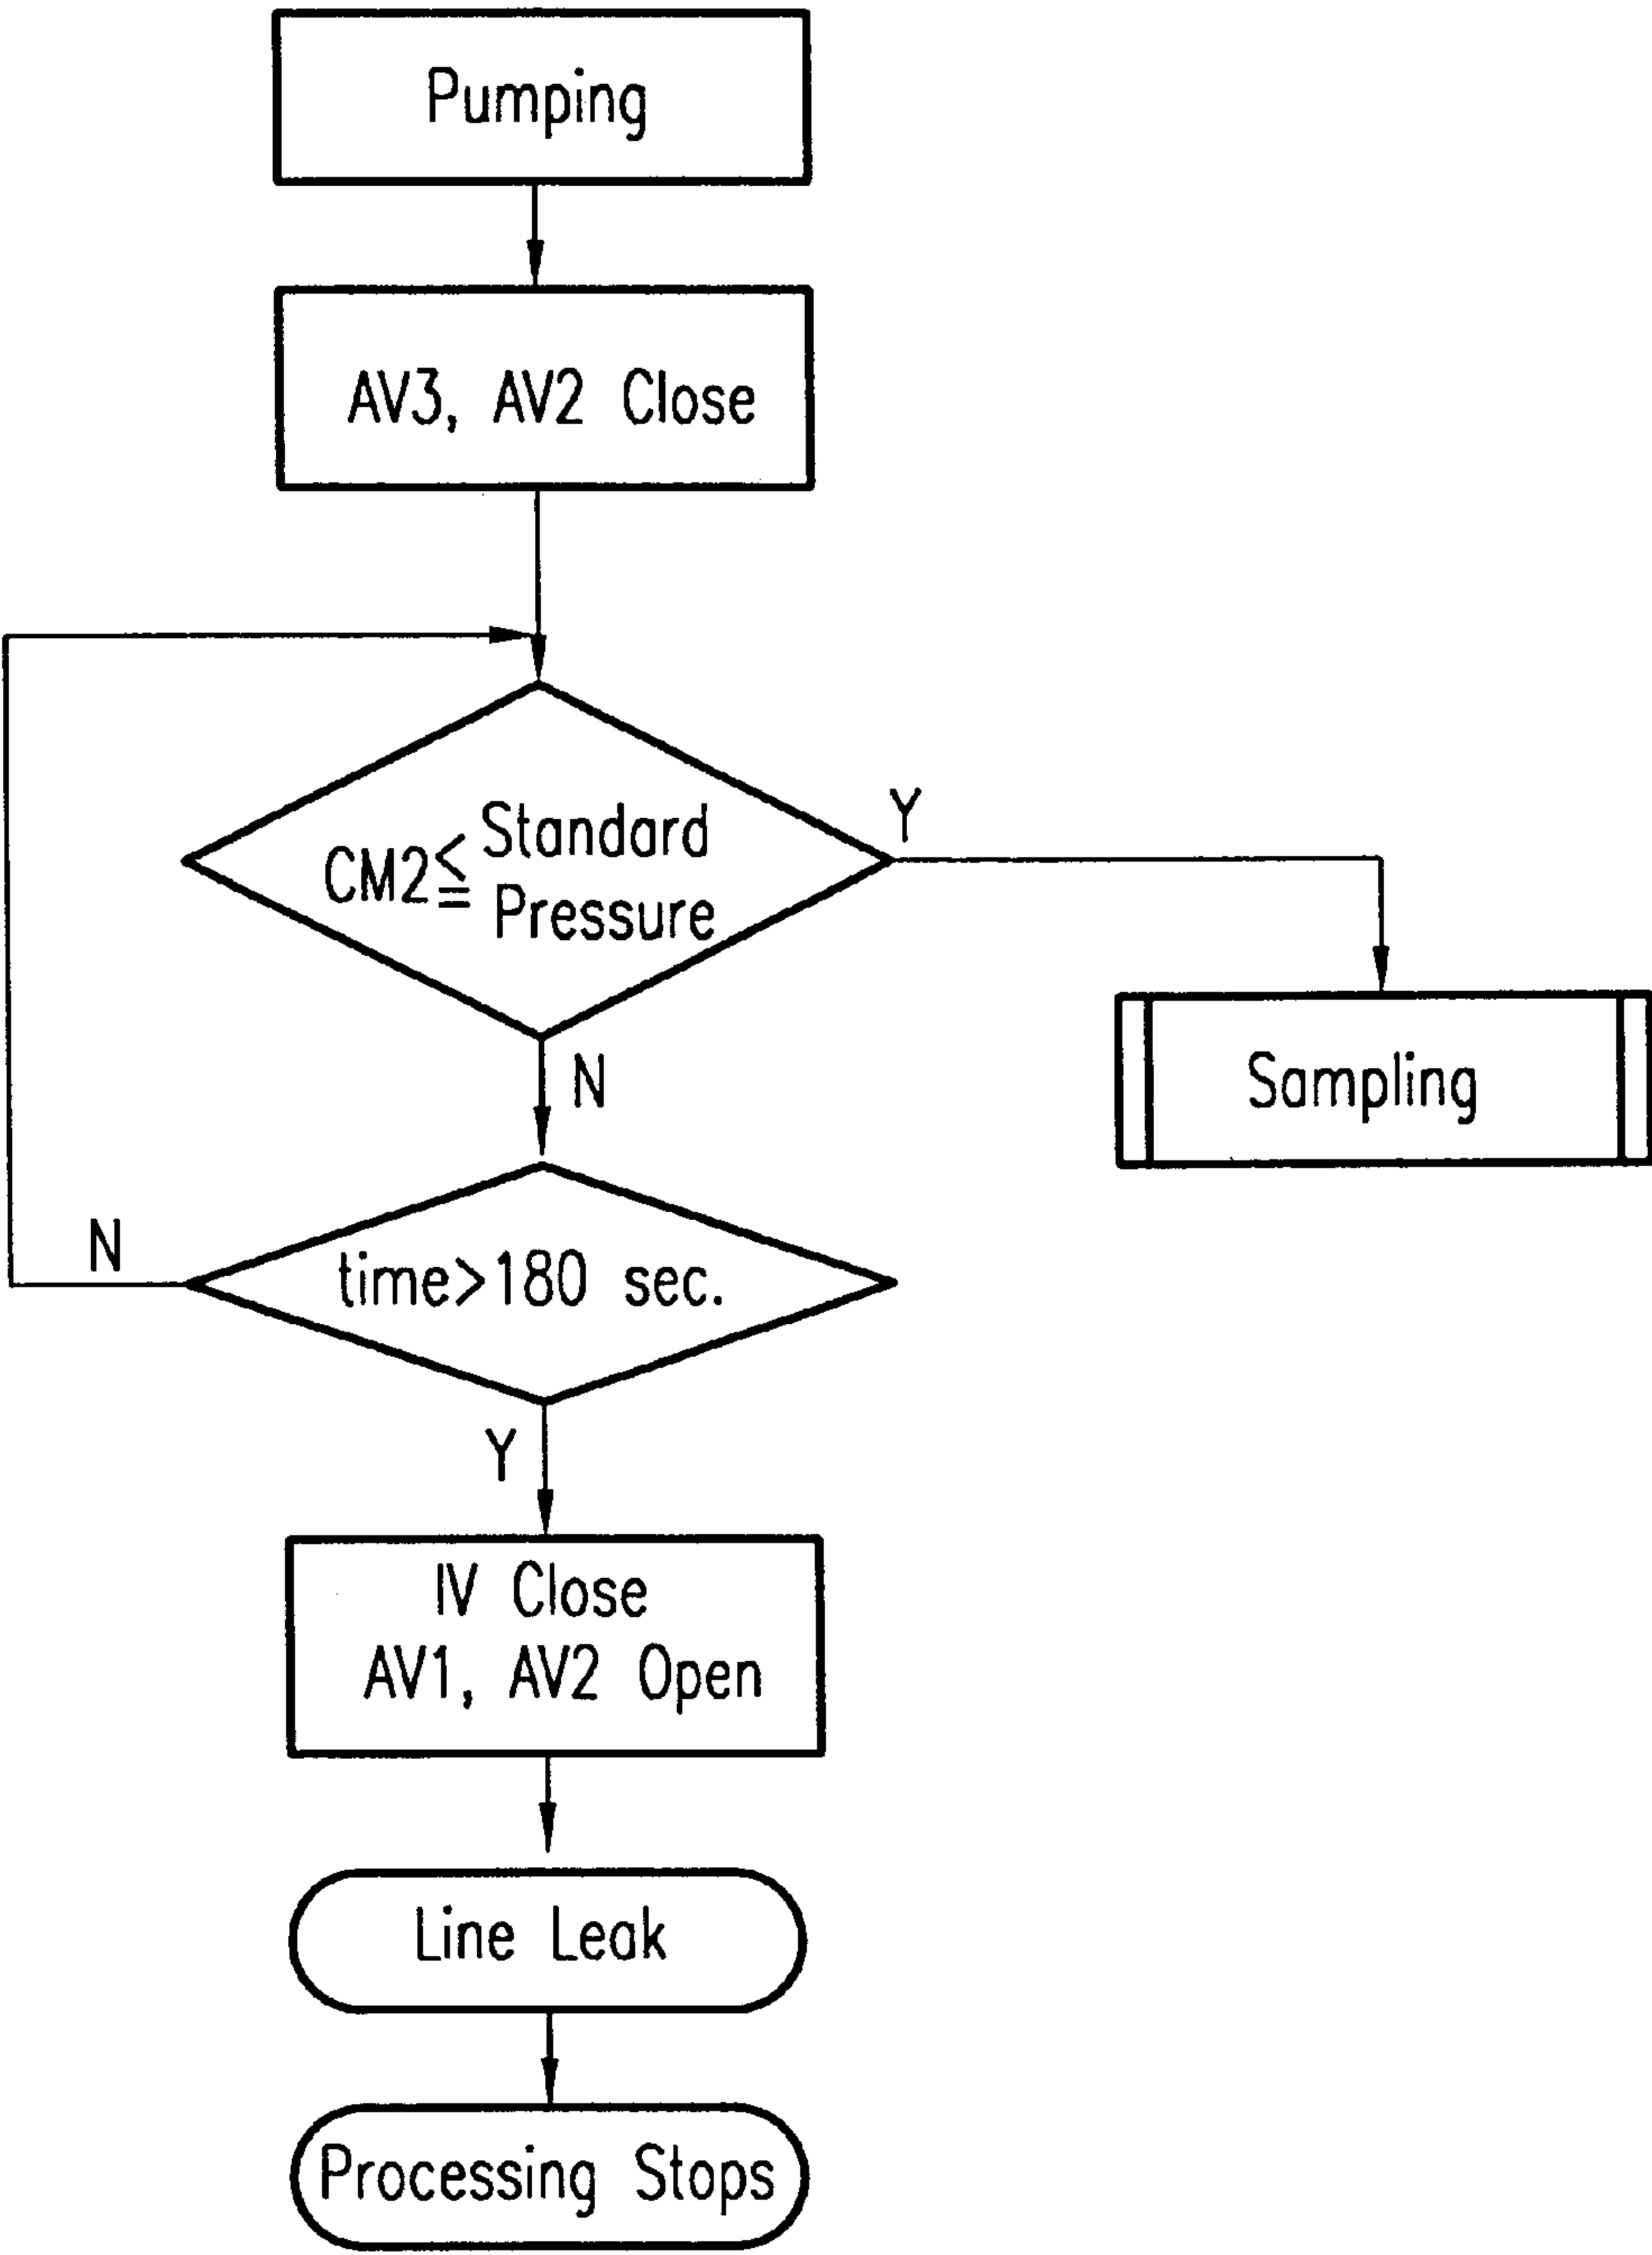 Pumping
AV3, AV2 Close
CM2≦ Standard
Pressure
Y
N
Sampling
time>180 sec.
N
Y
IV Close
AV1, AV2 Open
Line Leak
Processing Stops